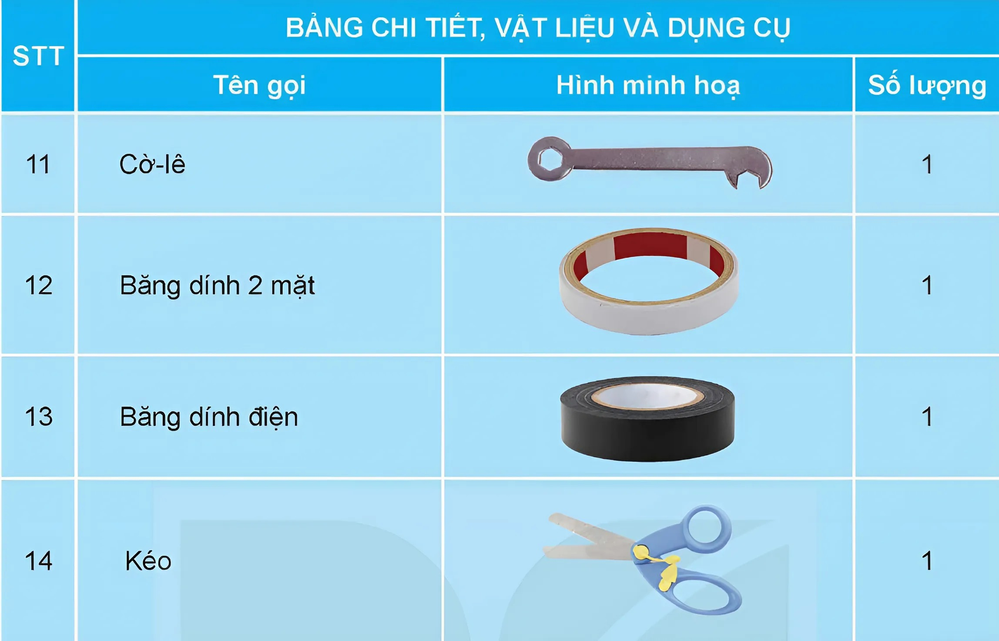 BẢNG CHI TIẾT, VẬT LIỆU VÀ DỤNG CỤ
STT
Tên gọi Hình minh hoạ Số lượng
11 Cờ-lê 1
12 Băng dính 2 mặt 1
13 Băng dính điện 1
14 Kéo 1